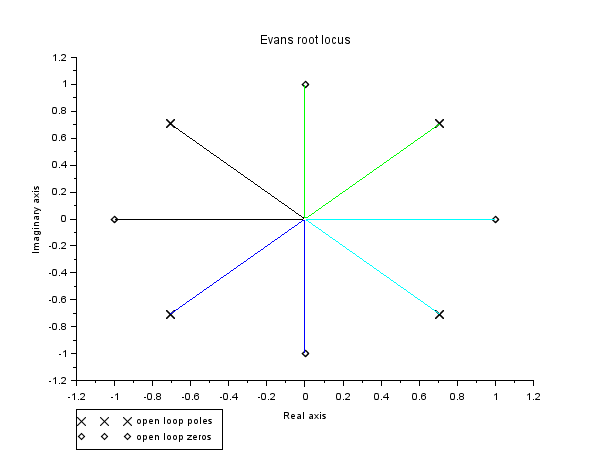 Evans root locus
1.2
1
0.8
0.6
0.4
0.2
0
-0.2
-0.4
-0.6
-0.8
-1
-1.2
Imaginary axis
-1.2 -1 -0.8 -0.6 -0.4 -0.2 0 0.2 0.4 0.6 0.8 1 1.2
Real axis
open loop poles
open loop zeros